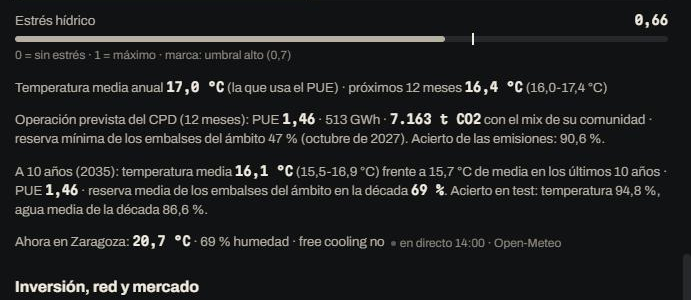 Estrés hídrico 0,66
0 = sin estrés · 1 = máximo · marca: umbral alto (0,7)
Temperatura media anual 17,0 °C (la que usa el PUE) · próximos 12 meses 16,4 °C (16,0-17,4 °C)
Operación prevista del CPD (12 meses): PUE 1,46 · 513 GWh · 7.163 t CO2 con el mix de su comunidad ·
reserva mínima de los embalses del ámbito 47 % (octubre de 2027). Acierto de las emisiones: 90,6 %.
A 10 años (2035): temperatura media 16,1 °C (15,5-16,9 °C) frente a 15,7 °C de media en los últimos 10 años ·
PUE 1,46 · reserva media de los embalses del ámbito en la década 69 %. Acierto en test: temperatura 94,8 %,
agua media de la década 86,6 %.
Ahora en Zaragoza: 20,7 °C · 69 % humedad · free cooling no ● en directo 14:00 · Open-Meteo
Inversión, red y mercado